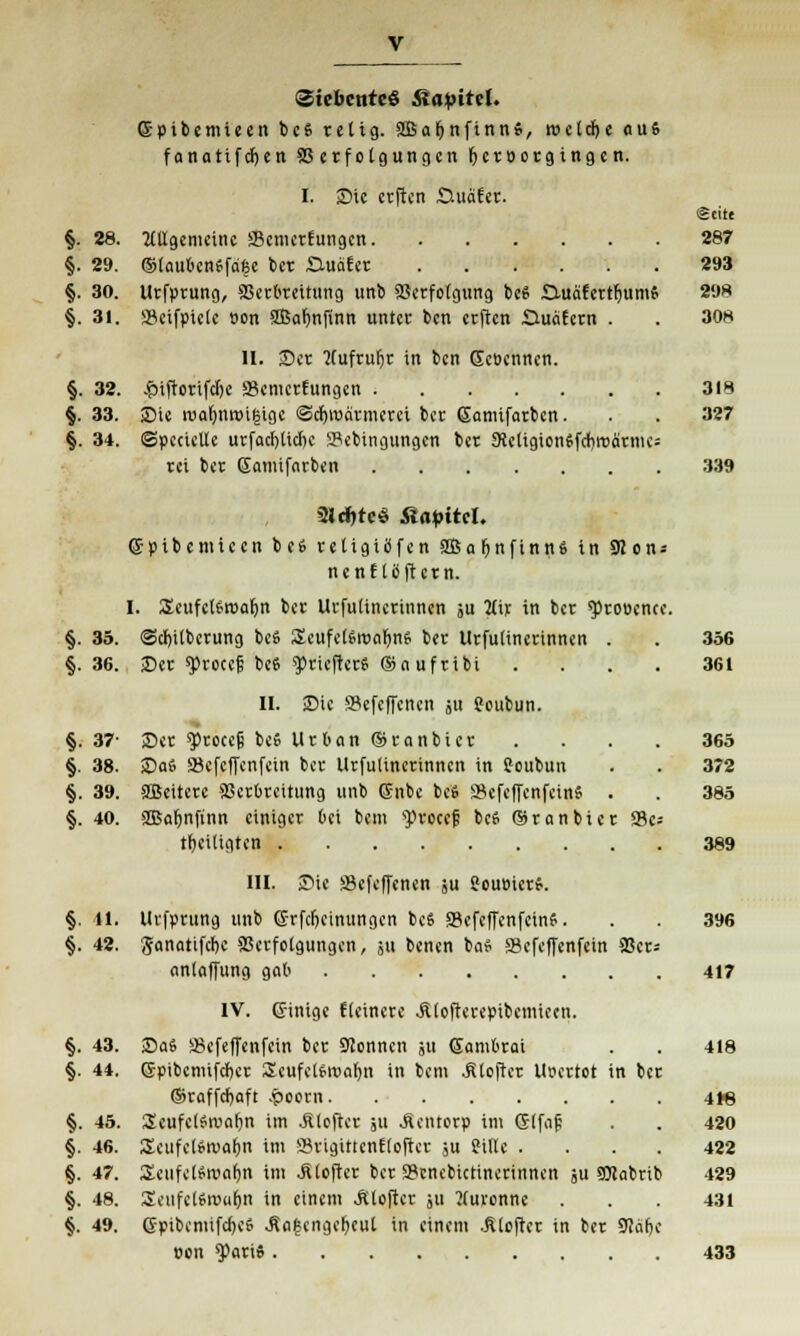 V
Siebentes Kapitel.
Epidemieen des relig. Wahnsinns, welche aus
fanatischen Verfolgungen hervorgingen.
I. Die ersten Quäker.
Seite
§. 28. Allgemeine Bemerkungen. . . . . . . 287
§. 29. Glaubenssätze der Quäker . . . . . . 293
§. 30. Ursprung, Verbreitung und Verfolgung des Quäkerthums 298
§. 31. Beispiele von Wahnsinn unter den ersten Quäkern . . 308
II. Der Aufruhr in den Cevennen.
§. 32. Historische Bemerkungen . . . . . . . 318
§. 33. Die wahnwitzige Schwärmerei der Camisarden. . . 327
§. 34. Specielle ursachliche Bedingungen der Religionsschwärme-
rei der Camisarden . . . . . . . 339
Achtes Kapitel.
Epidemieen des religiösen Wahnsinns in Non-
nenklöstern.
I. Teufelswahn der Ursulinerinnen zu Aix in der Provence.
§. 35. Schilderung des Teufelswahns der Ursulinerinnen . . 356
§. 36. Der Proceß des Priesters Gaufridi . . . . 361
II. Die Besessenen zu Loudun.
§. 37· Der Proceß des Urban Grandier . . . . 365
§. 38. Das Besessensein der Ursulinerinnen in Loudun . . 372
§. 39. Weitere Verbreitung und Ende des Besessenseins . . 385
§. 40. Wahnsinn einiger bei dem Proceß des Grandier Be-
theiligten . . . . . . . . . 389
III. Die Besessenen zu Louviers.
§. 41. Ursprung und Erscheinungen des Besessenseins. . . 396
§. 42. Fanatische Verfolgungen, zu denen das Besessensein Ver-
anlassung gab . . . . . . . . 417
IV. Einige kleinere Klosterepidemieen.
§. 43. Das Besessensein der Nonnen zu Cambrai . . 418
§. 44. Epidemischer Teufelswahn in dem Kloster Uvertot in der
Graffschaft Hoorn. . . . . . . . 418
§. 45. Teufelswahn im Kloster zu Kentorp im Elsaß . . 420
§. 46. Teufelswahn im Brigittenkloster zu Lille . . . . 422
§. 47. Teufelswahn im Kloster der Benedictinerinnen zu Madrid 429
§. 48. Teufelswahn in einem Kloster zu Auxonne . . . 431
§. 49. Epidemisches Katzengeheul in einem Kloster in der Nähe
von Paris . . . . . . . . . 433